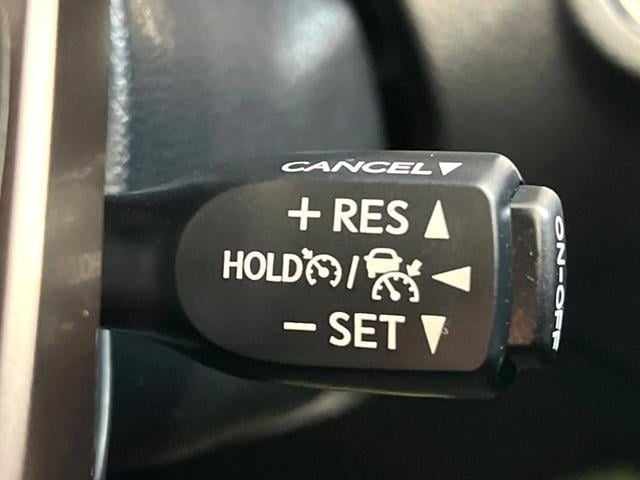 CANCEL▼
+ RES ▲
HOLD / ◀
− SET ▼
ON-OFF